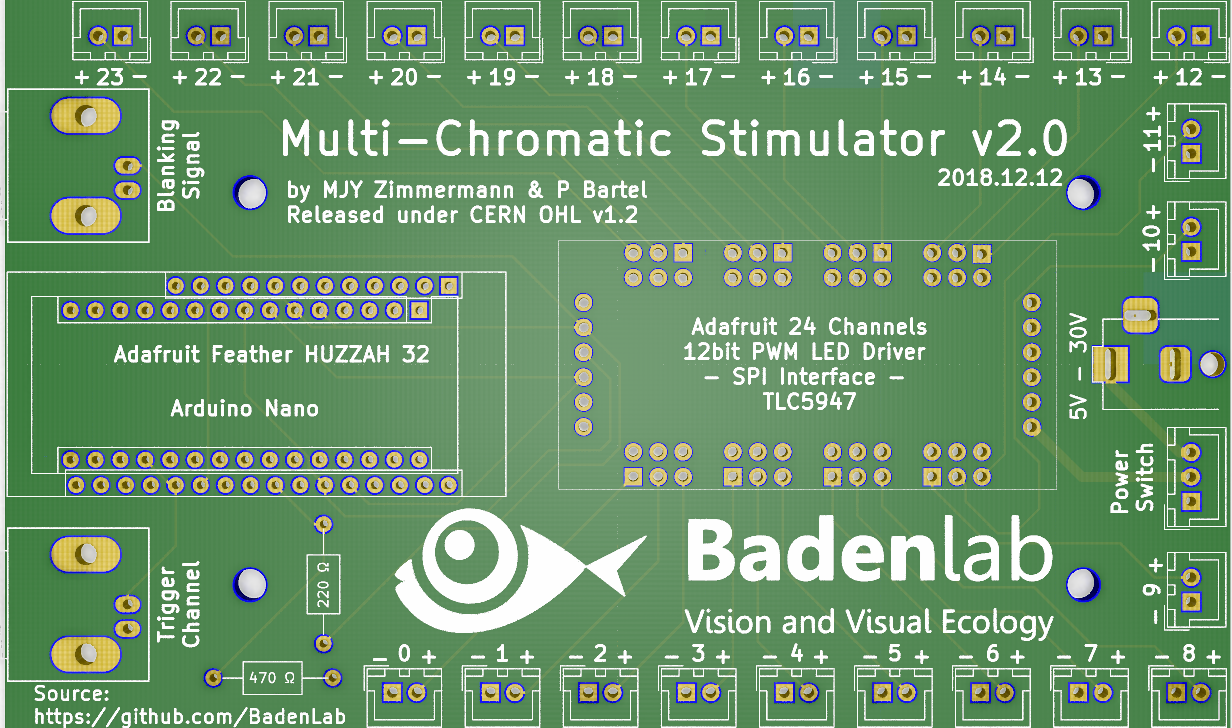 + 23 − + 22 − + 21 − + 20 − + 19 − + 18 − + 17 − + 16 − + 15 − + 14 − + 13 − + 12 −
Blanking
Signal
Multi−Chromatic Stimulator v2.0
2018.12.12
by MJY Zimmermann & P Bartel
Released under CERN OHL v1.2
− 11 +
− 10 +
Adafruit Feather HUZZAH 32
Arduino Nano
Adafruit 24 Channels
12bit PWM LED Driver
− SPI Interface −
TLC5947
5V − 30V
Power
Switch
Trigger
Channel
220 Ω
470 Ω
Badenlab
Vision and Visual Ecology
− 9 +
− 0 + − 1 + − 2 + − 3 + − 4 + − 5 + − 6 + − 7 + − 8 +
Source:
https://github.com/BadenLab